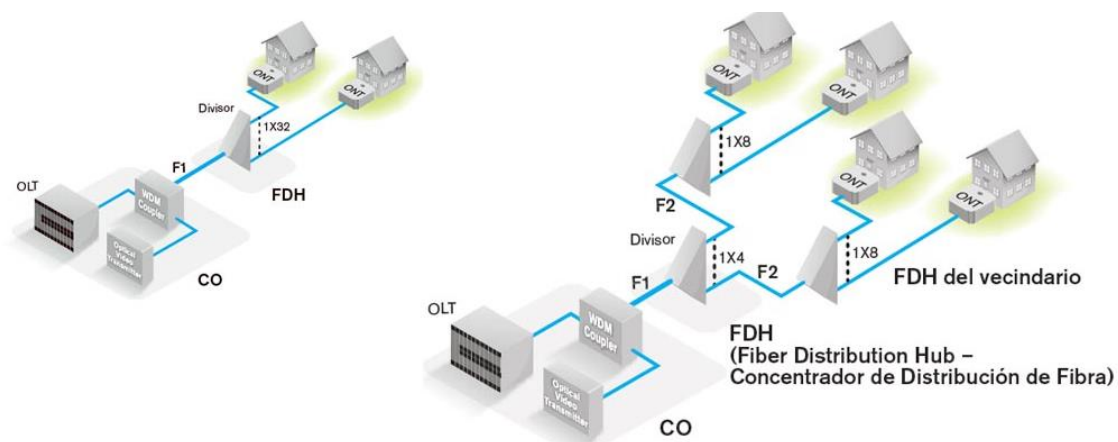 ONT
ONT
Divisor
1X32
F1
FDH
OLT
WDM
Coupler
Optical
Video
Transmitter
CO
ONT
ONT
1X8
ONT
ONT
F2
Divisor
1X4
F2
1X8
FDH del vecindario
F1
OLT
WDM
Coupler
FDH
(Fiber Distribution Hub –
Concentrador de Distribución de Fibra)
Optical
Video
Transmitter
CO